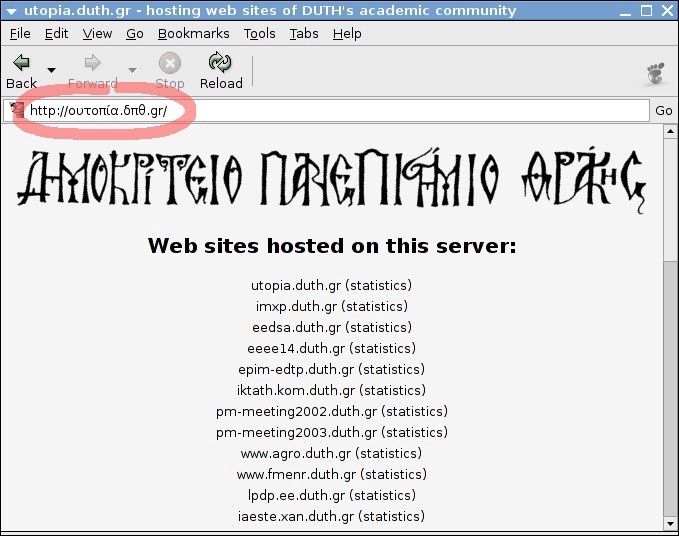 utopia.duth.gr - hosting web sites of DUTH's academic community
File Edit View Go Bookmarks Tools Tabs Help
Back Forward Stop Reload
http://ουτοπία.δπθ.gr/ Go
ΔΗΜΟΚΡΙΤΕΙΟ ΠΑΝΕΠΙΣΤΗΜΙΟ ΘΡΑΚΗΣ
Web sites hosted on this server:
utopia.duth.gr (statistics)
imxp.duth.gr (statistics)
eedsa.duth.gr (statistics)
eeee14.duth.gr (statistics)
epim-edtp.duth.gr (statistics)
iktath.kom.duth.gr (statistics)
pm-meeting2002.duth.gr (statistics)
pm-meeting2003.duth.gr (statistics)
www.agro.duth.gr (statistics)
www.fmenr.duth.gr (statistics)
lpdp.ee.duth.gr (statistics)
iaeste.xan.duth.gr (statistics)